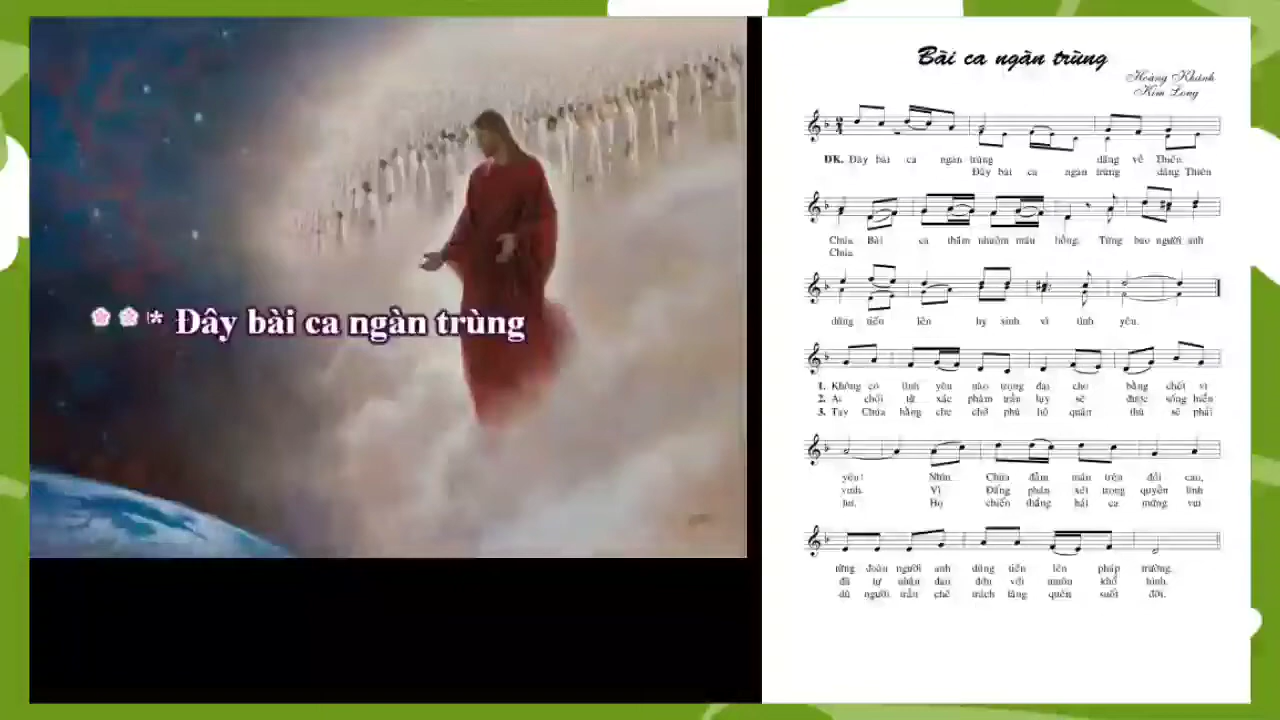 Đây bài ca ngàn trùng
Bài ca ngàn trùng
Hoàng Khánh
Kim Long
ĐK. Đây bài ca ngàn trùng dâng về Thiên
Đây bài ca ngàn trùng dâng Thiên
Chúa. Bài ca thắm nhuộm máu hồng. Từng bao người anh
Chúa.
dũng tiến lên hy sinh vì tình yêu.
1. Không có tình yêu nào trọng đại cho bằng chết vì
2. Ai chối từ xác phàm trần lụy sẽ được sống hiển
3. Tay Chúa hằng che chở phù hộ quân thù sẽ phải
yêu! Nhìn Chúa đẫm máu trên đồi cao,
vinh. Vì Đấng phán xét trong quyền linh
lui. Họ chiến thắng hát ca mừng vui
từng đoàn người anh dũng tiến lên pháp trường.
đã tự nhận đau đớn với muôn khổ hình.
dù người trần chê trách lãng quên suốt đời.